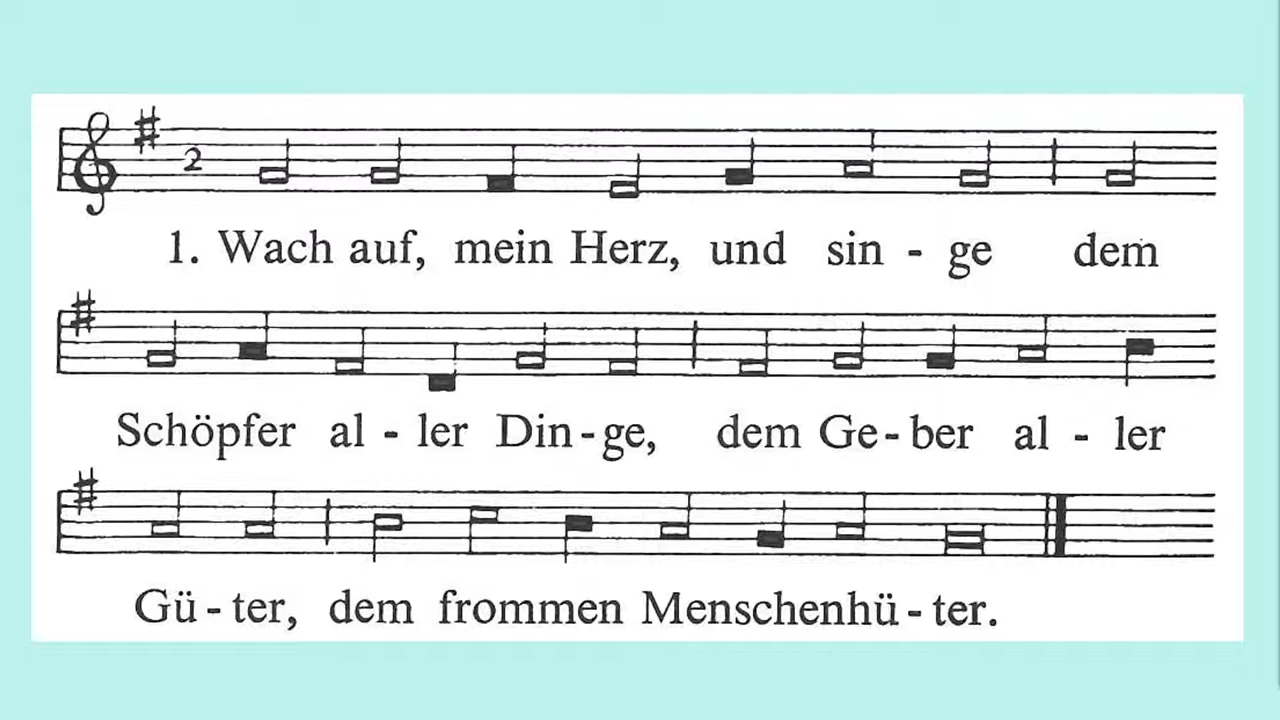 2
1. Wach auf, mein Herz, und sin - ge dem
Schöpfer al - ler Din - ge, dem Ge - ber al - ler
Gü - ter, dem frommen Menschenhü - ter.